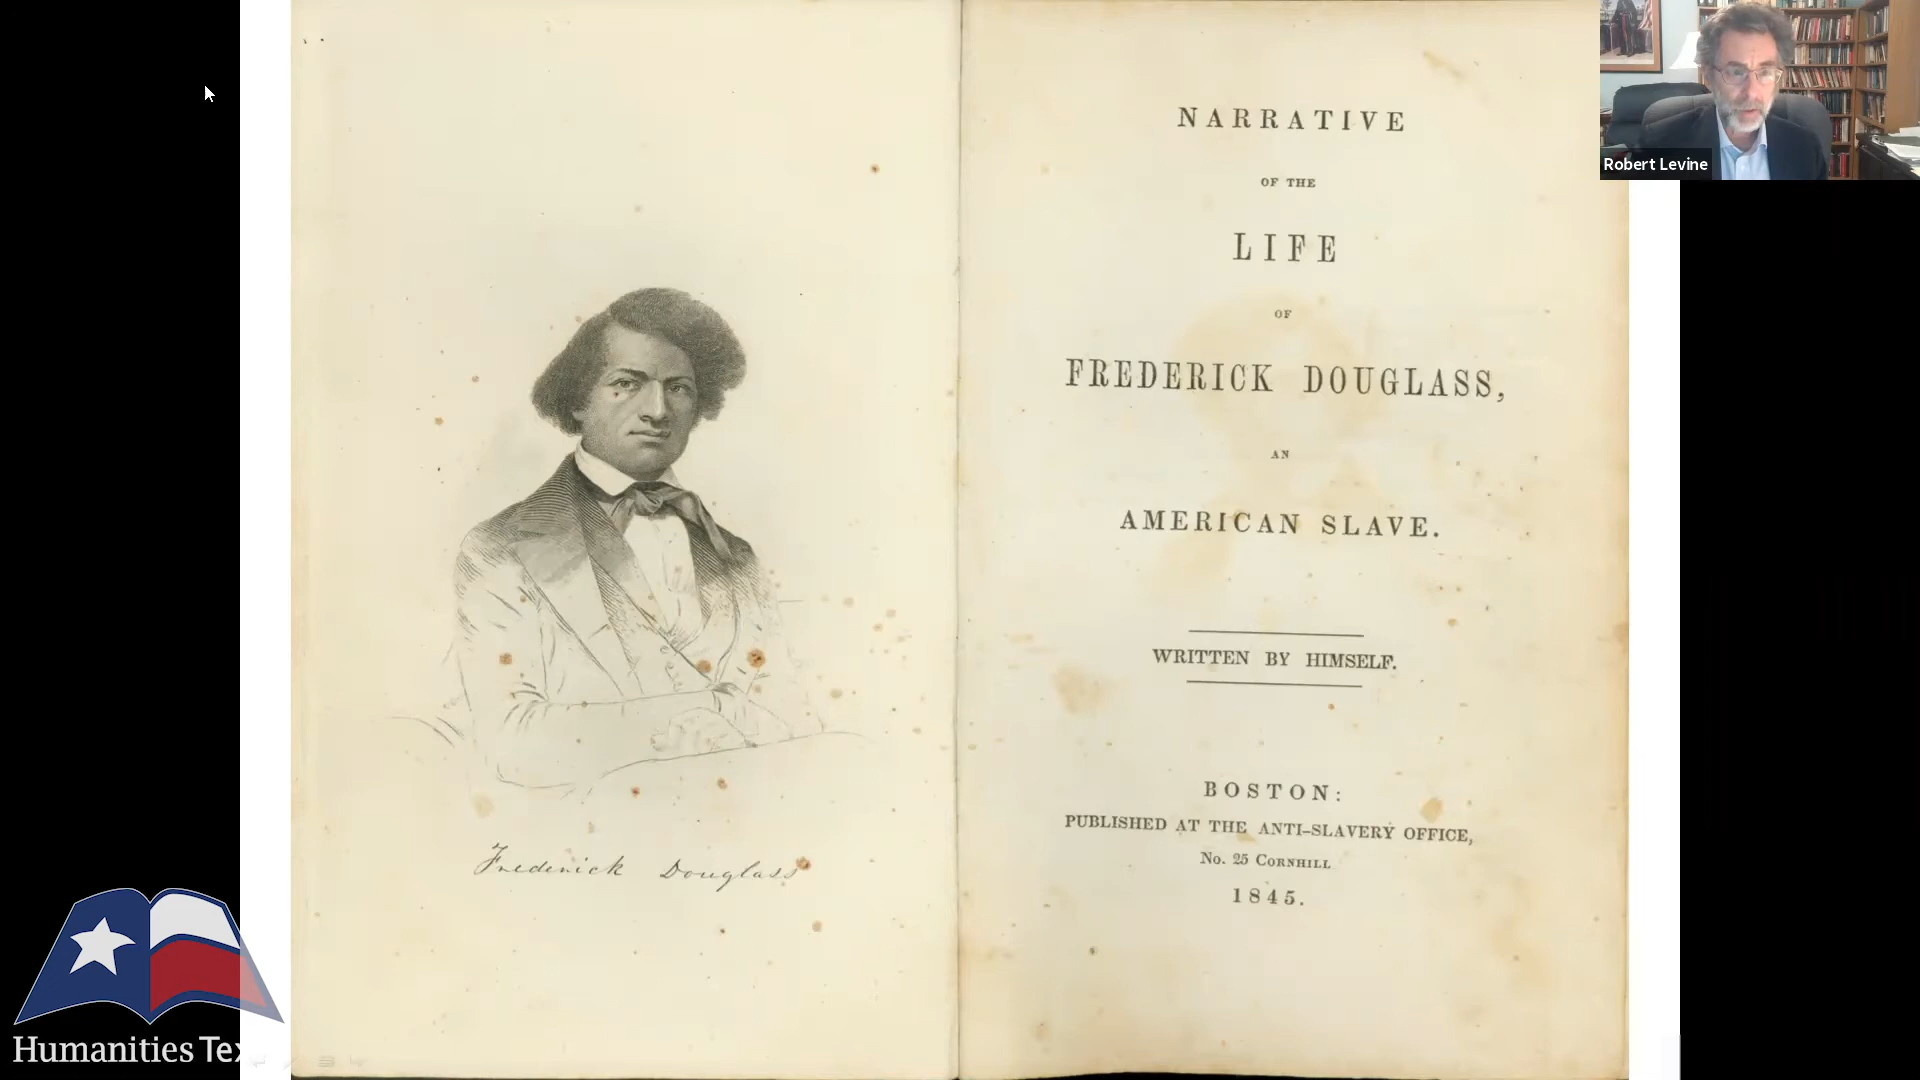 Frederick Douglass
NARRATIVE
OF THE
LIFE
OF
FREDERICK DOUGLASS,
AN
AMERICAN SLAVE.
WRITTEN BY HIMSELF.
BOSTON:
PUBLISHED AT THE ANTI-SLAVERY OFFICE,
No. 25 CORNHILL
1845.
Robert Levine
Humanities Tex